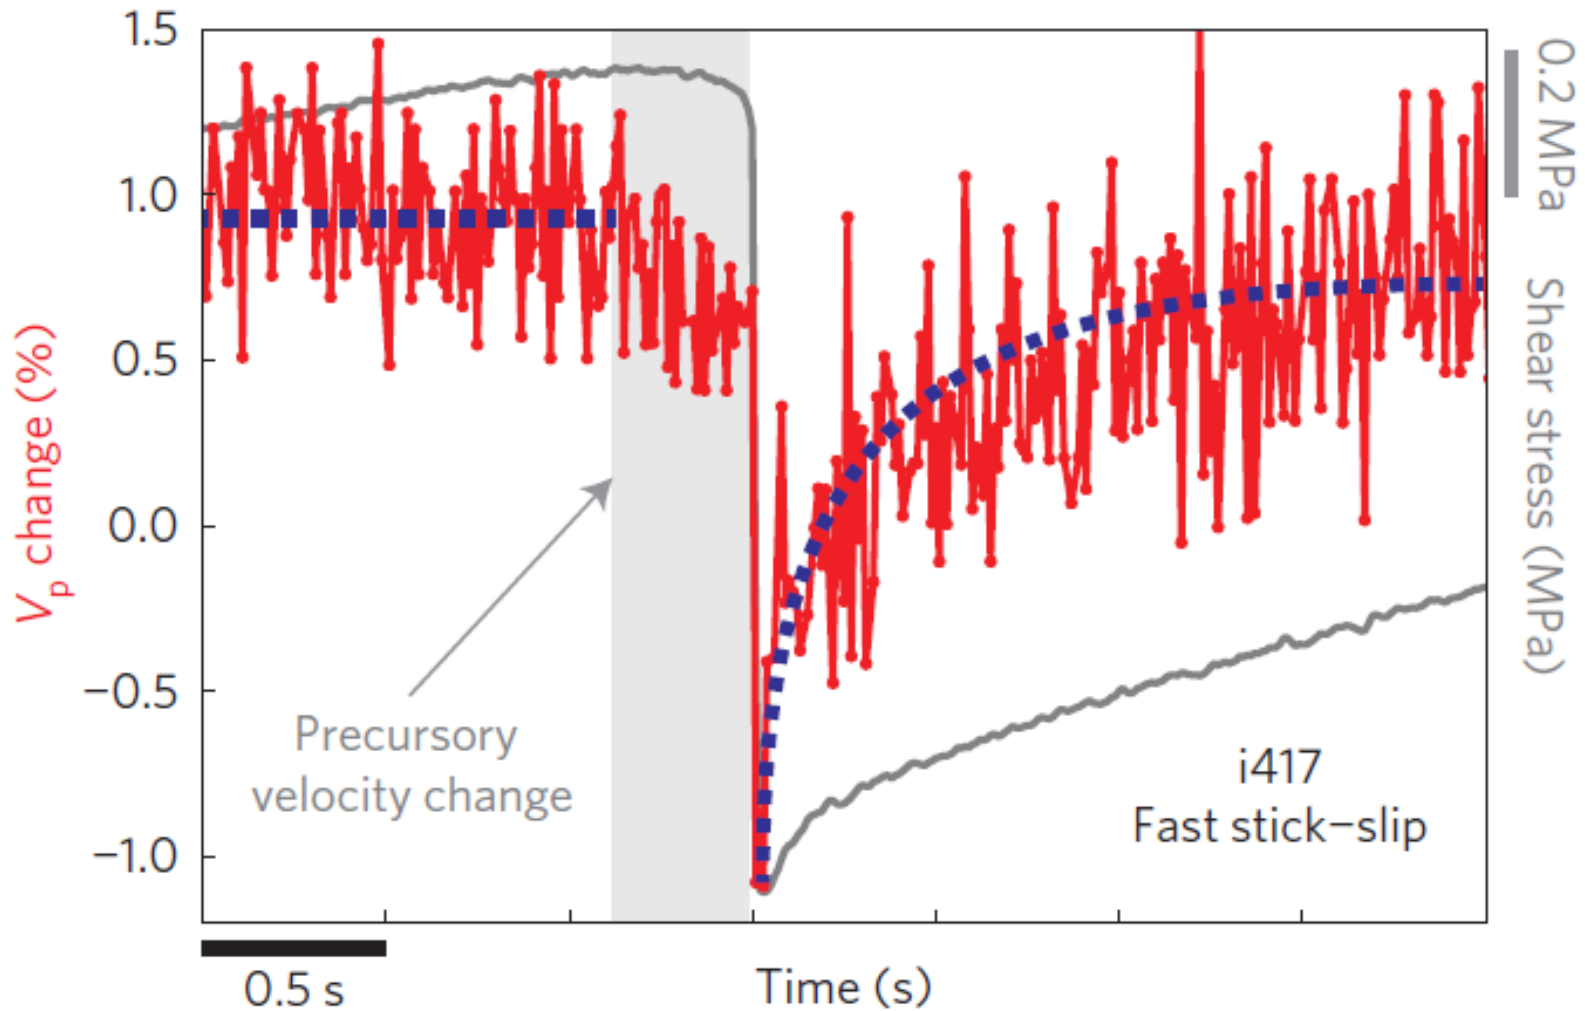 1.5
1.0
0.5
0.0
−0.5
−1.0
Vp change (%)
0.2 MPa
Shear stress (MPa)
Precursory
velocity change
i417
Fast stick−slip
0.5 s
Time (s)